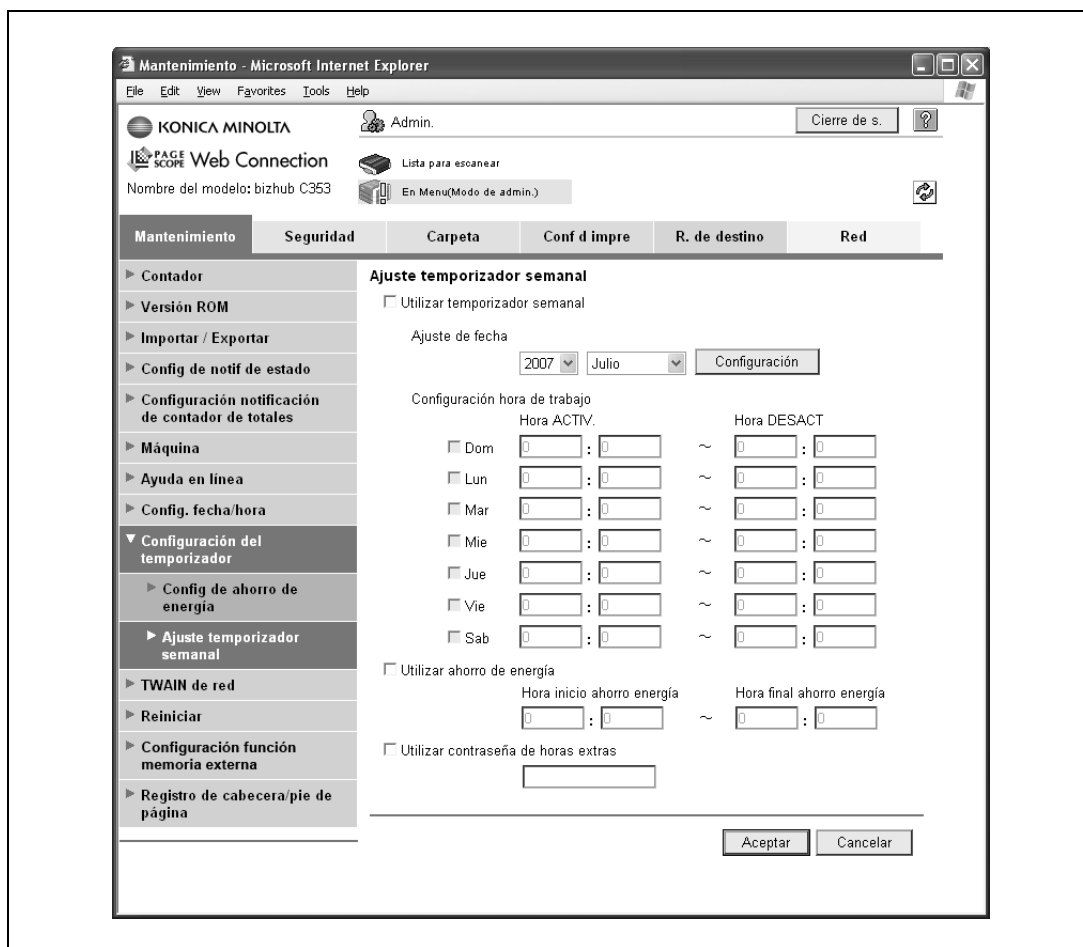 Mantenimiento - Microsoft Internet Explorer
File Edit View Favorites Tools Help
KONICA MINOLTA
Admin.
Cierre de s.
?
PAGE SCOPE Web Connection
Lista para escanear
Nombre del modelo: bizhub C353
En Menu(Modo de admin.)
Mantenimiento Seguridad Carpeta Conf d impre R. de destino Red
Contador
Versión ROM
Importar / Exportar
Config de notif de estado
Configuración notificación
de contador de totales
Máquina
Ayuda en línea
Config. fecha/hora
Configuración del
temporizador
Config de ahorro de
energía
Ajuste temporizador
semanal
TWAIN de red
Reiniciar
Configuración función
memoria externa
Registro de cabecera/pie de
página
Ajuste temporizador semanal
Utilizar temporizador semanal
Ajuste de fecha
2007 Julio Configuración
Configuración hora de trabajo
Hora ACTIV. Hora DESACT
Dom 0 : 0 ~ 0 : 0
Lun 0 : 0 ~ 0 : 0
Mar 0 : 0 ~ 0 : 0
Mie 0 : 0 ~ 0 : 0
Jue 0 : 0 ~ 0 : 0
Vie 0 : 0 ~ 0 : 0
Sab 0 : 0 ~ 0 : 0
Utilizar ahorro de energía
Hora inicio ahorro energía Hora final ahorro energía
0 : 0 ~ 0 : 0
Utilizar contraseña de horas extras
Aceptar Cancelar